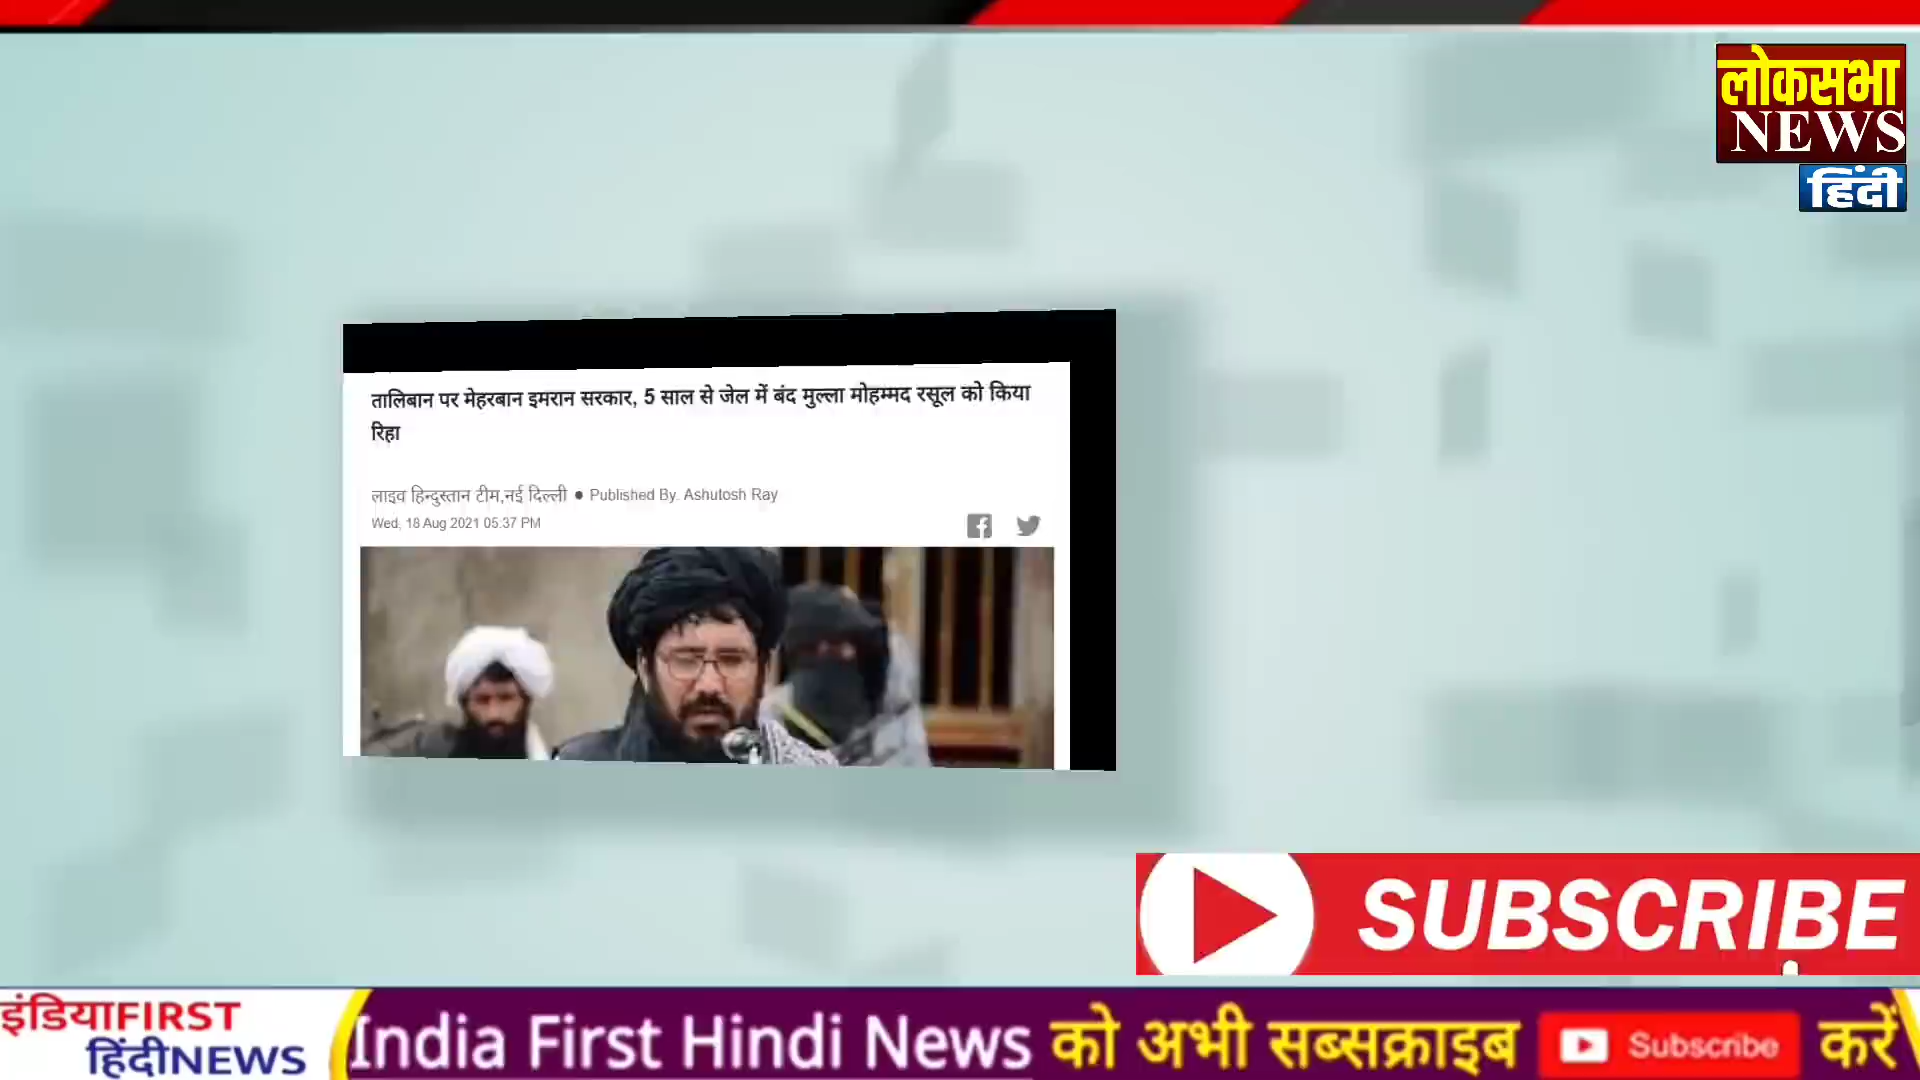 लोकसभा
NEWS
हिंदी
तालिबान पर मेहरबान इमरान सरकार, 5 साल से जेल में बंद मुल्ला मोहम्मद रसूल को किया
रिहा
लाइव हिन्दुस्तान टीम,नई दिल्ली ● Published By. Ashutosh Ray
Wed, 18 Aug 2021 05:37 PM
SUBSCRIBE
इंडियाFIRST
हिंदीNEWS
India First Hindi News को अभी सब्सक्राइब Subscribe करें